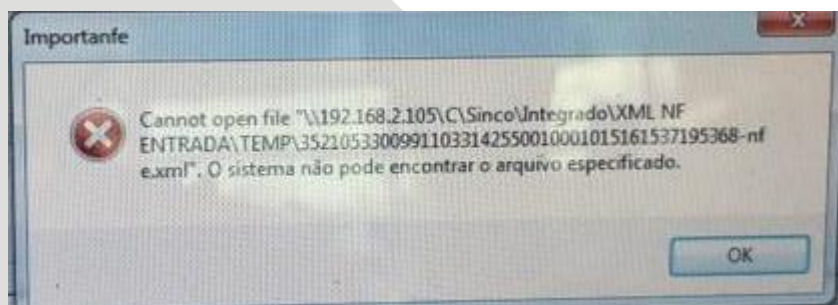 Importanfe
Cannot open file "\\192.168.2.105\C\Sinco\Integrado\XML NF
ENTRADA\TEMP\35210533009911033142550010001015161537195368-nf
e.xml". O sistema não pode encontrar o arquivo especificado.
OK